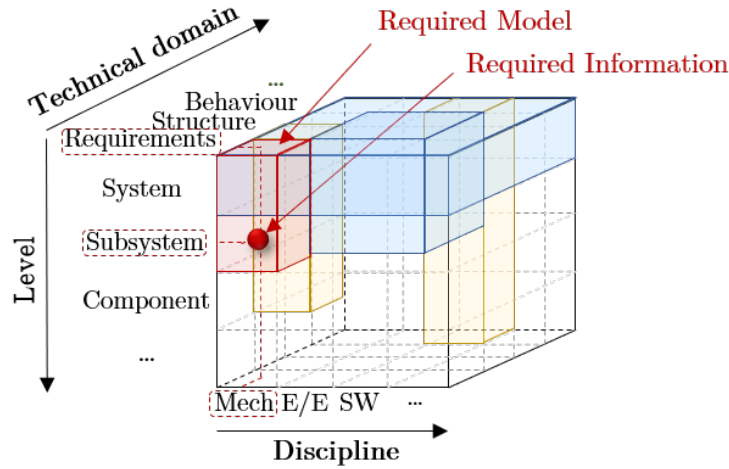 Required Model
Technical domain
Required Information
...
Behaviour
Structure
Requirements
System
Subsystem
Level
Component
...
Mech E/E SW ...
Discipline